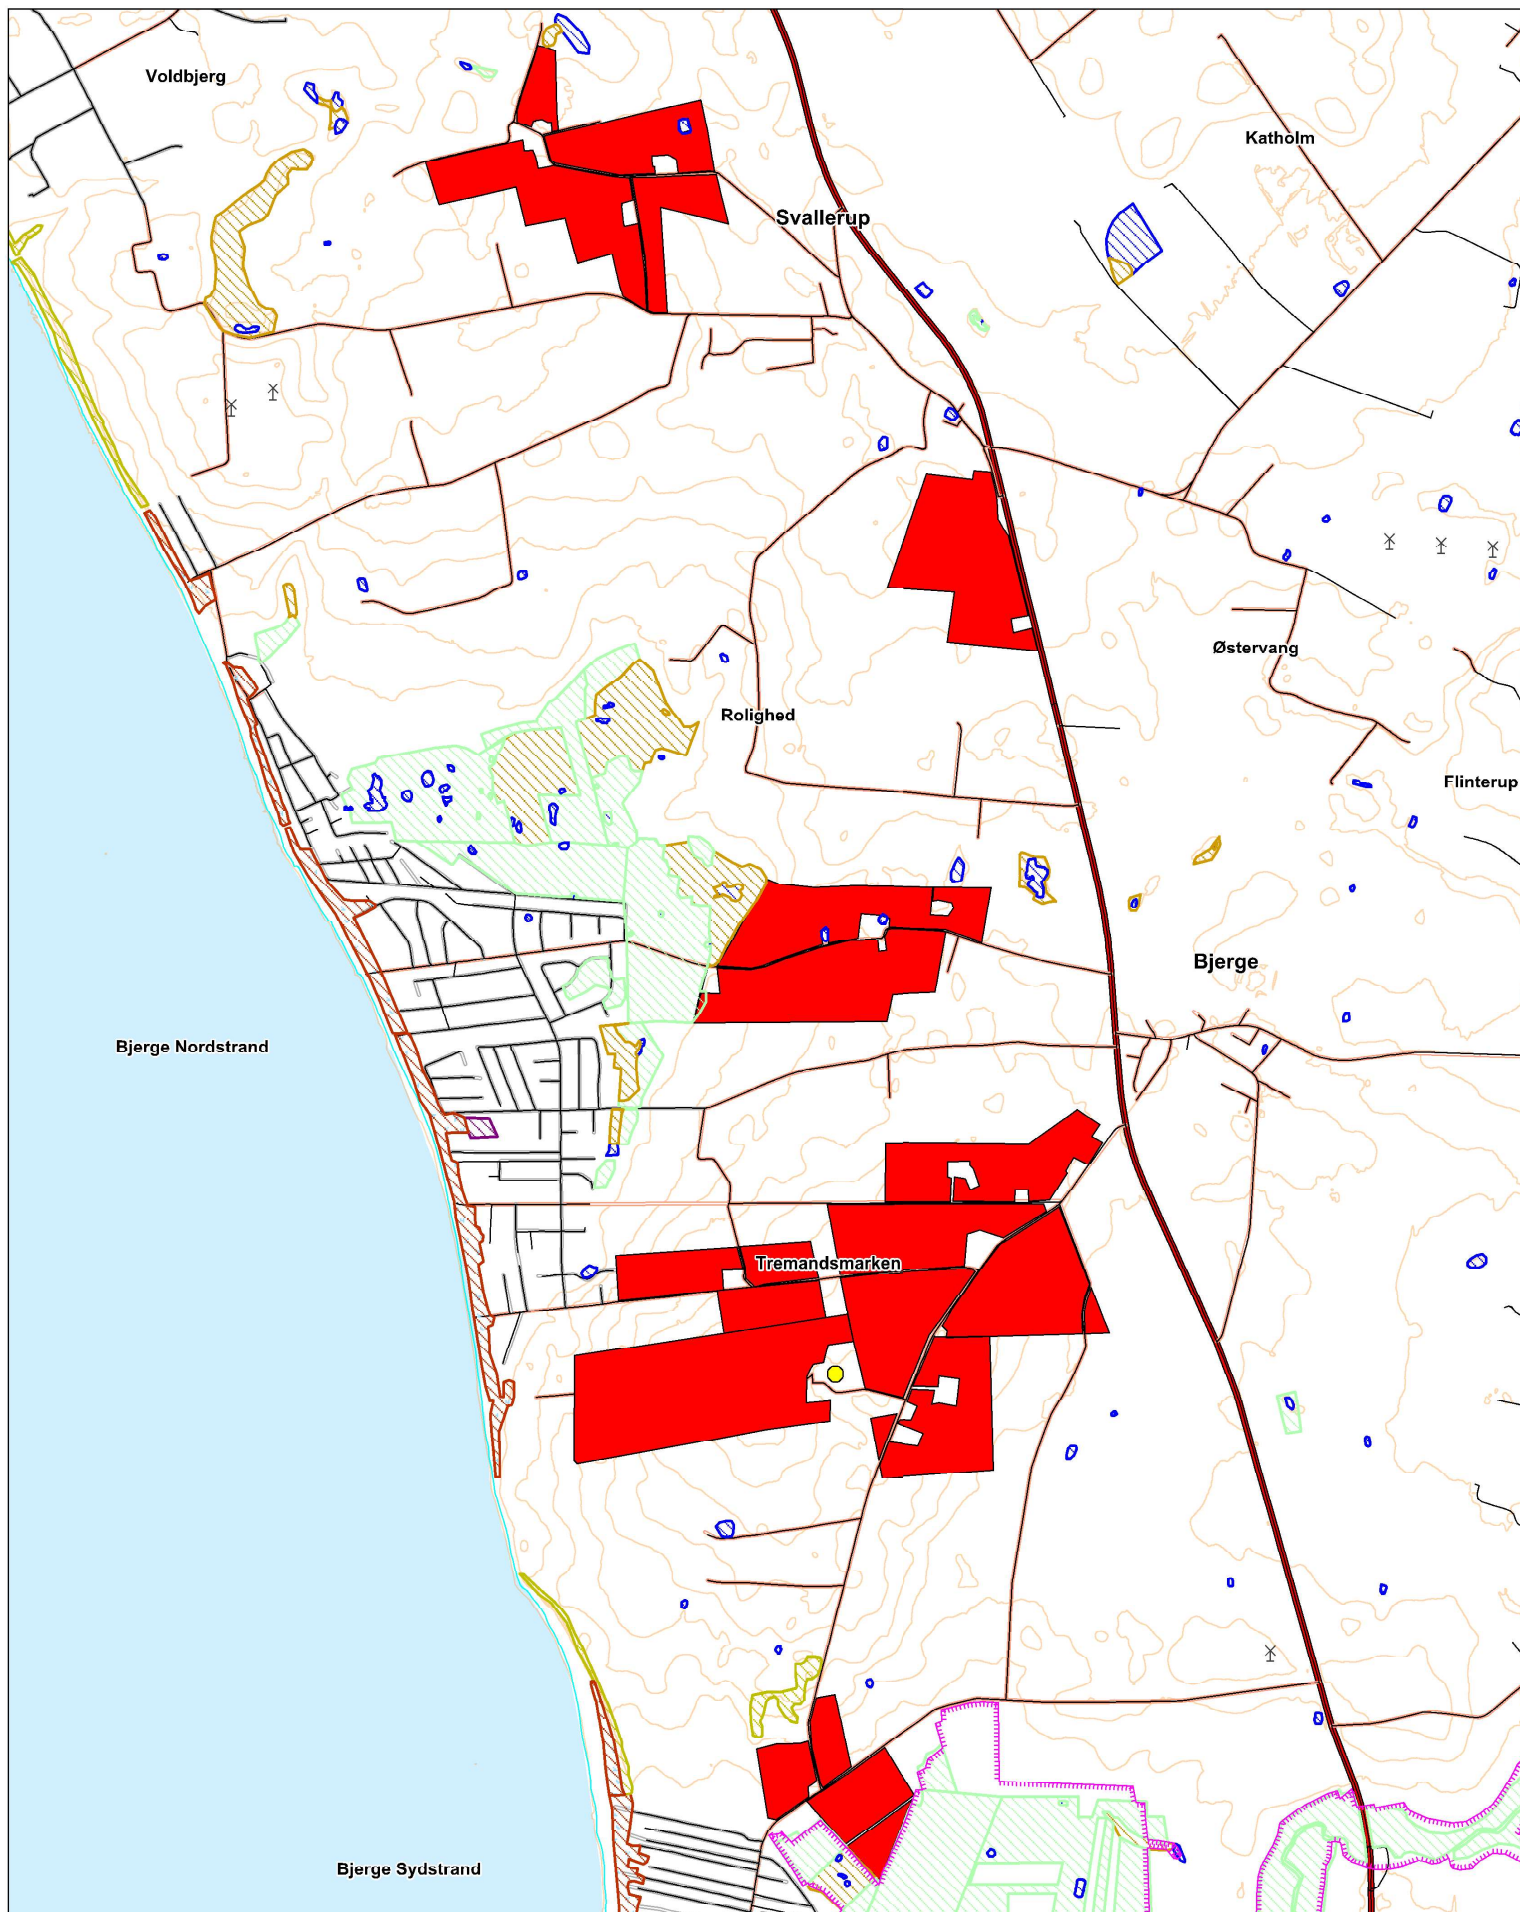 Voldbjerg
Katholm
Svallerup
Østervang
Rolighed
Flinterup
Bjerge
Bjerge Nordstrand
Tremandsmarken
Bjerge Sydstrand